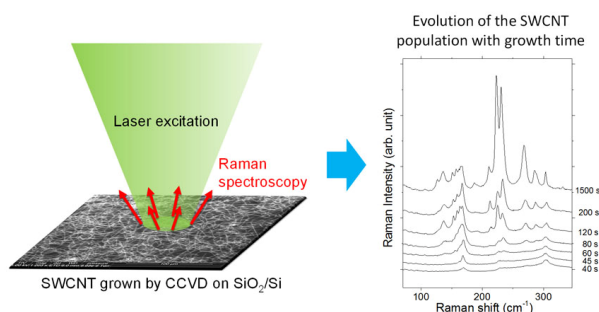 Laser excitation
Raman
spectroscopy
SWCNT grown by CCVD on SiO₂/Si
Evolution of the SWCNT
population with growth time
Raman Intensity (arb. unit)
1500 s
200 s
120 s
80 s
60 s
45 s
40 s
100 200 300
Raman shift (cm⁻¹)